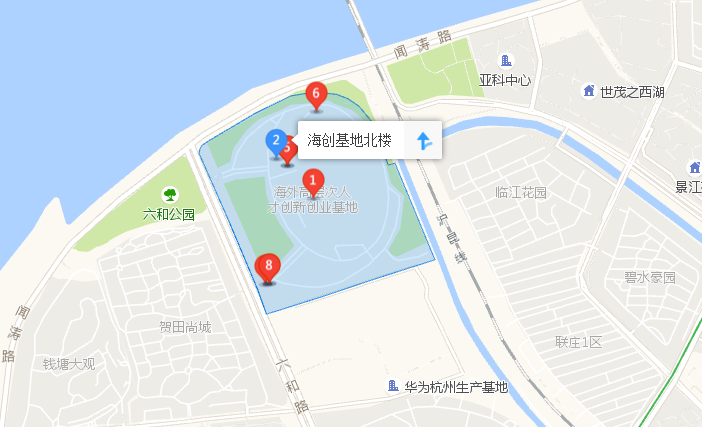 闻涛路
亚科中心
世茂之西湖
6
2
海创基地北楼
5
1
海外高层次人
才创新创业基地
六和公园
临江花园
景江
沪昆线
8
碧水豪园
闻涛路
贺田尚城
联庄1区
钱塘大观
六和路
华为杭州生产基地